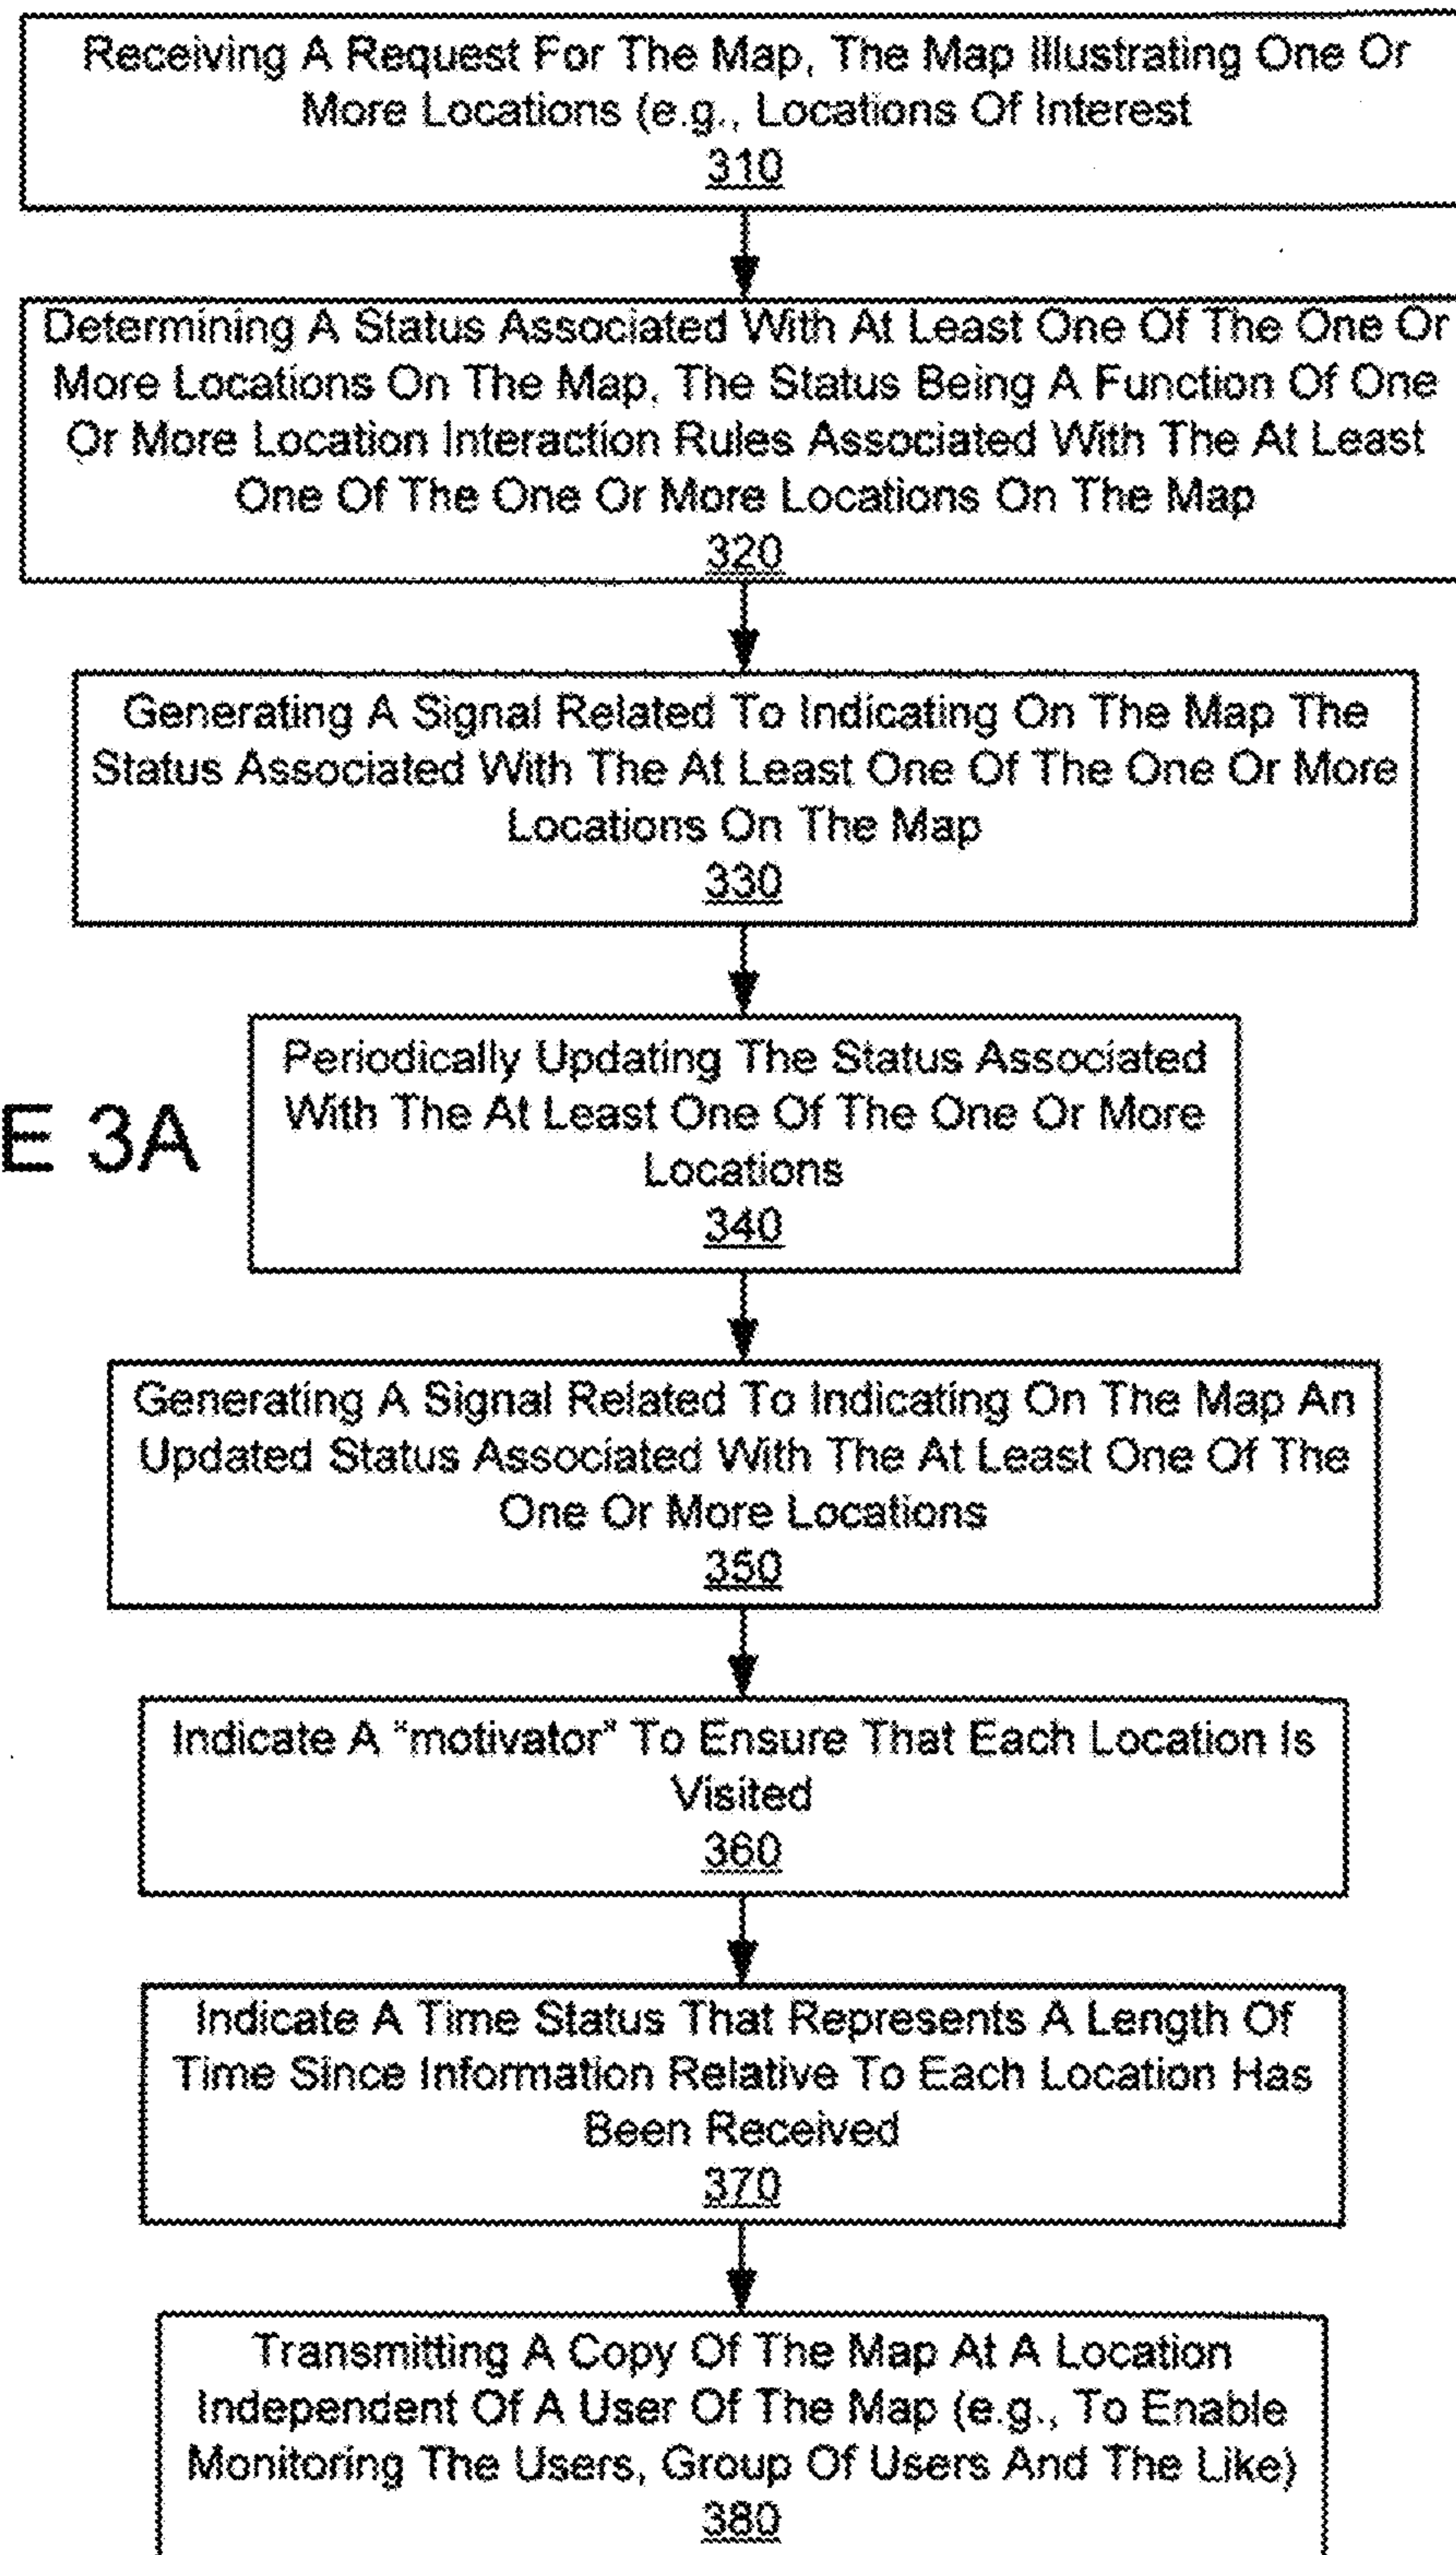 Receiving A Request For The Map, The Map Illustrating One Or
More Locations (e.g., Locations Of Interest
310
Determining A Status Associated With At Least One Of The One Or
More Locations On The Map, The Status Being A Function Of One
Or More Location Interaction Rules Associated With The At Least
One Of The One Or More Locations On The Map
320
Generating A Signal Related To Indicating On The Map The
Status Associated With The At Least One Of The One Or More
Locations On The Map
330
E 3A
Periodically Updating The Status Associated
With The At Least One Of The One Or More
Locations
340
Generating A Signal Related To Indicating On The Map An
Updated Status Associated With The At Least One Of The
One Or More Locations
350
Indicate A "motivator" To Ensure That Each Location Is
Visited
360
Indicate A Time Status That Represents A Length Of
Time Since Information Relative To Each Location Has
Been Received
370
Transmitting A Copy Of The Map At A Location
Independent Of A User Of The Map (e.g., To Enable
Monitoring The Users, Group Of Users And The Like)
380